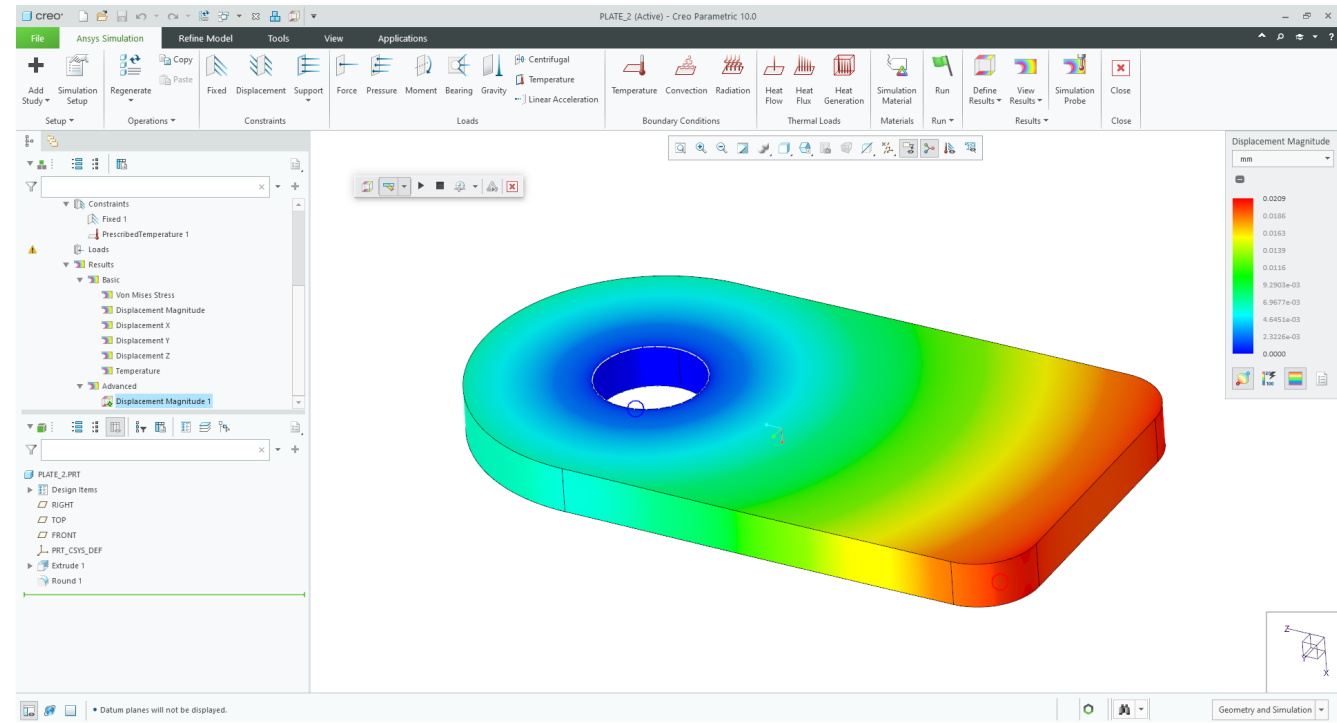 creo·
PLATE_2 (Active) - Creo Parametric 10.0
File Ansys Simulation Refine Model Tools View Applications
Add Study Simulation Setup Regenerate Copy Paste Fixed Displacement Support Force Pressure Moment Bearing Gravity Centrifugal Temperature Linear Acceleration Temperature Convection Radiation Heat Flow Heat Flux Heat Generation Simulation Material Run Define Results View Results Simulation Probe Close
Setup Operations Constraints Loads Boundary Conditions Thermal Loads Materials Run Results Close
Constraints
Fixed 1
PrescribedTemperature 1
Loads
Results
Basic
Von Mises Stress
Displacement Magnitude
Displacement X
Displacement Y
Displacement Z
Temperature
Advanced
Displacement Magnitude 1
PLATE_2.PRT
Design Items
RIGHT
TOP
FRONT
PRT_CSYS_DEF
Extrude 1
Round 1
Displacement Magnitude
mm
0.0209
0.0186
0.0163
0.0139
0.0116
9.2903e-03
6.9677e-03
4.6451e-03
2.3226e-03
0.0000
Z
Y
X
• Datum planes will not be displayed.
Geometry and Simulation